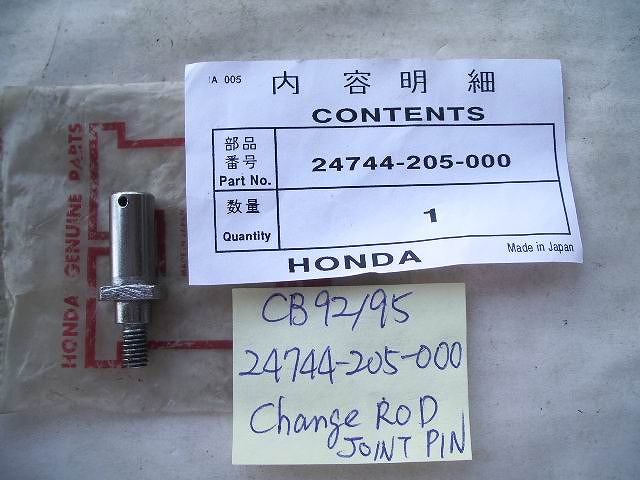 A 005
内容明細
CONTENTS
部品番号
Part No.
24744-205-000
数量
Quantity
1
HONDA
Made in Japan
HONDA GENUINE PARTS
CB92/95
24744-205-000
Change ROD
JOINT PIN